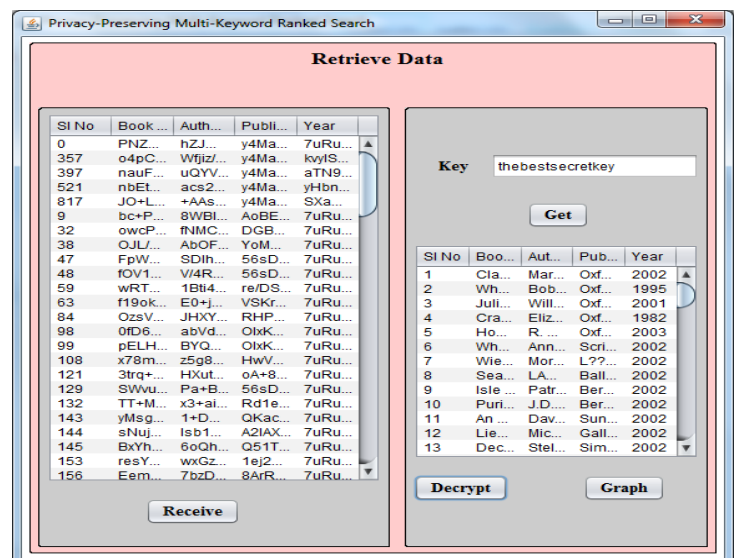 Privacy-Preserving Multi-Keyword Ranked Search
Retrieve Data
Sl No Book ... Auth... Publi... Year
0 PNZ... hZJ... y4Ma... 7uRu...
357 o4pC... Wfjiz/... y4Ma... kvylS...
397 nauF... uQYV... y4Ma... aTN9...
521 nbEt... acs2... y4Ma... yHbn...
817 JO+L... +AAs... y4Ma... SXa...
9 bc+P... 8WBl... AoBE... 7uRu...
32 owcP... fNMC... DGB... 7uRu...
38 OJL/... AbOF... YoM... 7uRu...
47 FpW... SDlh... 56sD... 7uRu...
48 fOV1... V/4R... 56sD... 7uRu...
59 wRT... 1Bti4... re/DS... 7uRu...
63 f19ok... E0+j... VSKr... 7uRu...
84 OzsV... JHXY... RHP... 7uRu...
98 0fD6... abVd... OlxK... 7uRu...
99 pELH... BYQ... OlxK... 7uRu...
108 x78m... z5g8... HwV... 7uRu...
121 3trq+... HXut... oA+8... 7uRu...
129 SWvu... Pa+B... 56sD... 7uRu...
132 TT+M... x3+ai... Rd1e... 7uRu...
143 yMsg... 1+D... QKac... 7uRu...
144 sNuj... Isb1... A2IAX... 7uRu...
145 BxYh... 6oQh... Q51T... 7uRu...
153 resY... wxGz... 1ej2... 7uRu...
156 Eem... 7bzD... 8ArR... 7uRu...
Receive
Key thebestsecretkey
Get
Sl No Boo... Aut... Pub... Year
1 Cla... Mar... Oxf... 2002
2 Wh... Bob... Oxf... 1995
3 Juli... Will... Oxf... 2001
4 Cra... Eliz... Oxf... 1982
5 Ho... R. ... Oxf... 2003
6 Wh... Ann... Scri... 2002
7 Wie... Mor... L??... 2002
8 Sea... LA... Ball... 2002
9 Isle ... Patr... Ber... 2002
10 Puri... J.D.... Ber... 2002
11 An ... Dav... Sun... 2002
12 Lie... Mic... Gall... 2002
13 Dec... Stel... Sim... 2002
Decrypt Graph